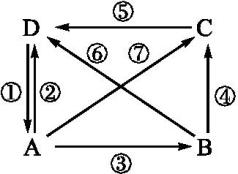 D ⑤ C
⑥ ⑦
① ② ④
A ③ B